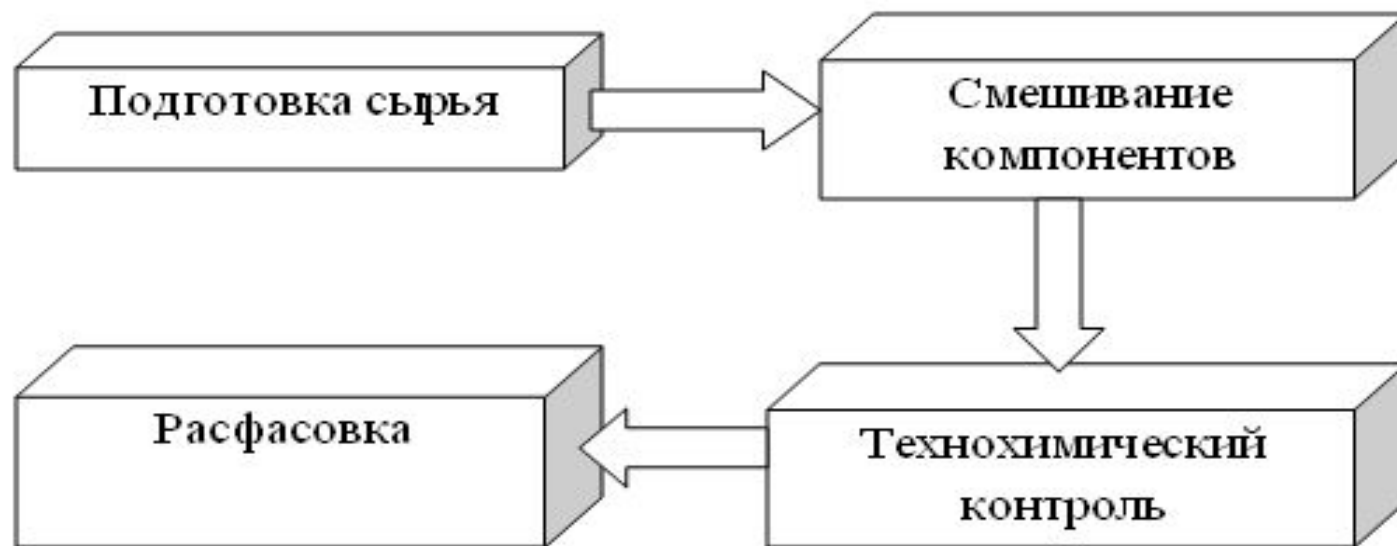 Подготовка сырья
Смешивание
компонентов
Технохимический
контроль
Расфасовка